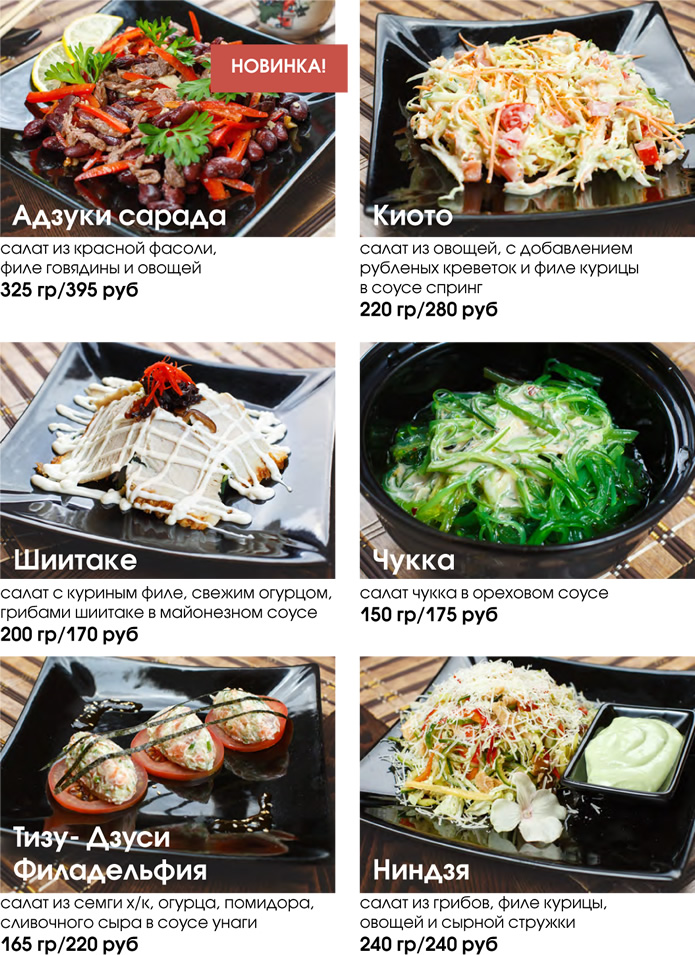 НОВИНКА!
Адзуки сарада
салат из красной фасоли,
филе говядины и овощей
325 гр/395 руб
Киото
салат из овощей, с добавлением
рубленых креветок и филе курицы
в соусе спринг
220 гр/280 руб
Шиитаке
салат с куриным филе, свежим огурцом,
грибами шиитаке в майонезном соусе
200 гр/170 руб
Чукка
салат чукка в ореховом соусе
150 гр/175 руб
Тизу- Дзуси
Филадельфия
салат из семги х/к, огурца, помидора,
сливочного сыра в соусе унаги
165 гр/220 руб
Ниндзя
салат из грибов, филе курицы,
овощей и сырной стружки
240 гр/240 руб